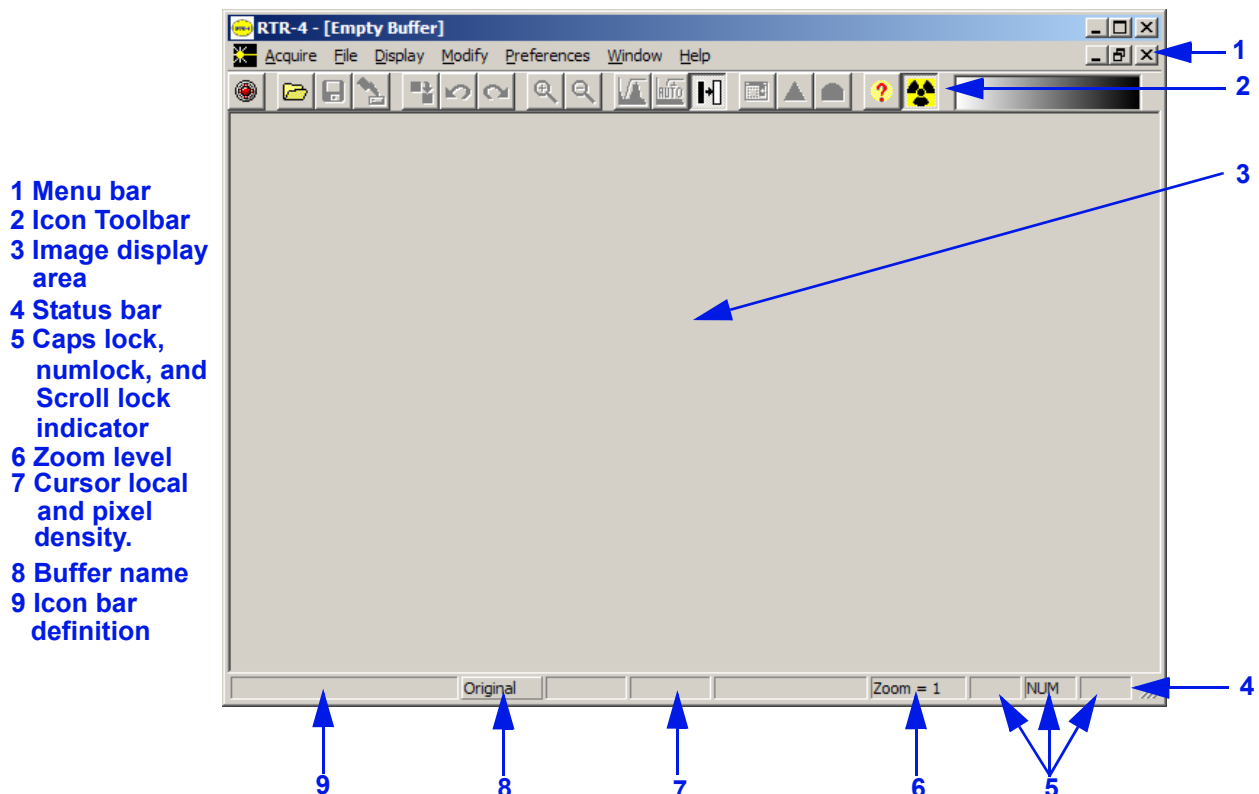 RTR-4 - [Empty Buffer]
Acquire File Display Modify Preferences Window Help
AUTO
?
1
2
3
1 Menu bar
2 Icon Toolbar
3 Image display
area
4 Status bar
5 Caps lock,
numlock, and
Scroll lock
indicator
6 Zoom level
7 Cursor local
and pixel
density.
8 Buffer name
9 Icon bar
definition
Original
Zoom = 1
NUM
4
9
8
7
6
5